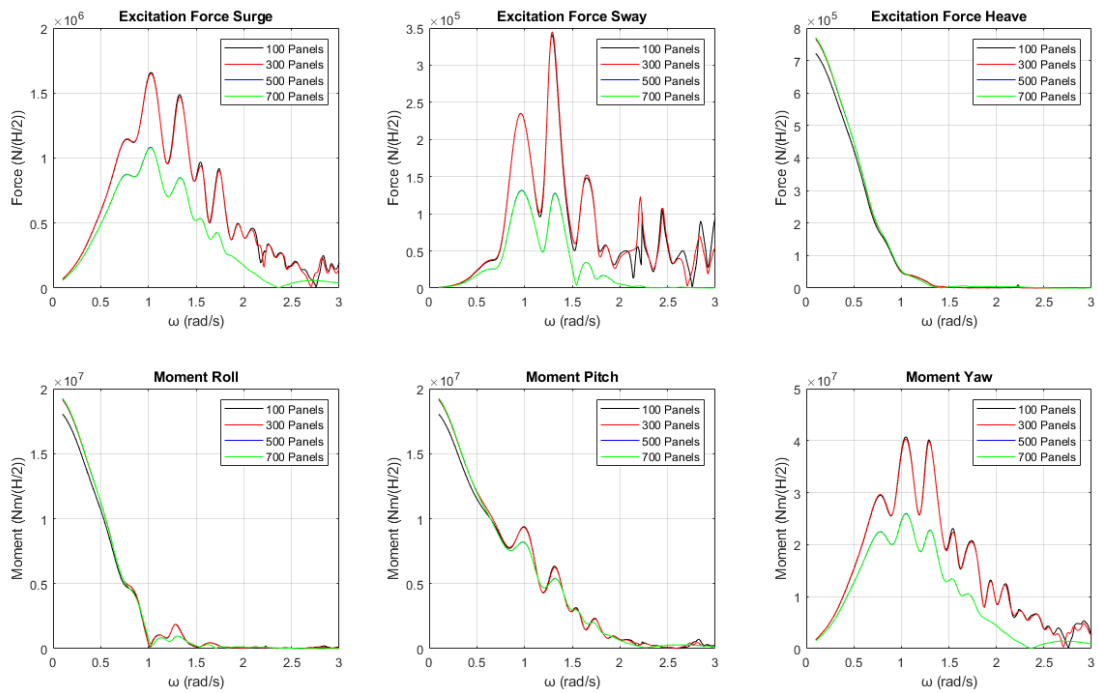 Excitation Force Surge
×10^6
2
1.5
1
0.5
0
Force (N/(H/2))
0 0.5 1 1.5 2 2.5 3
ω (rad/s)
100 Panels
300 Panels
500 Panels
700 Panels
Excitation Force Sway
×10^5
3.5
3
2.5
2
1.5
1
0.5
0
Force (N/(H/2))
0 0.5 1 1.5 2 2.5 3
ω (rad/s)
100 Panels
300 Panels
500 Panels
700 Panels
Excitation Force Heave
×10^5
8
7
6
5
4
3
2
1
0
Force (N/(H/2))
0 0.5 1 1.5 2 2.5 3
ω (rad/s)
100 Panels
300 Panels
500 Panels
700 Panels
Moment Roll
×10^7
2
1.5
1
0.5
0
Moment (Nm/(H/2))
0 0.5 1 1.5 2 2.5 3
ω (rad/s)
100 Panels
300 Panels
500 Panels
700 Panels
Moment Pitch
×10^7
2
1.5
1
0.5
0
Moment (Nm/(H/2))
0 0.5 1 1.5 2 2.5 3
ω (rad/s)
100 Panels
300 Panels
500 Panels
700 Panels
Moment Yaw
×10^7
5
4
3
2
1
0
Moment (Nm/(H/2))
0 0.5 1 1.5 2 2.5 3
ω (rad/s)
100 Panels
300 Panels
500 Panels
700 Panels